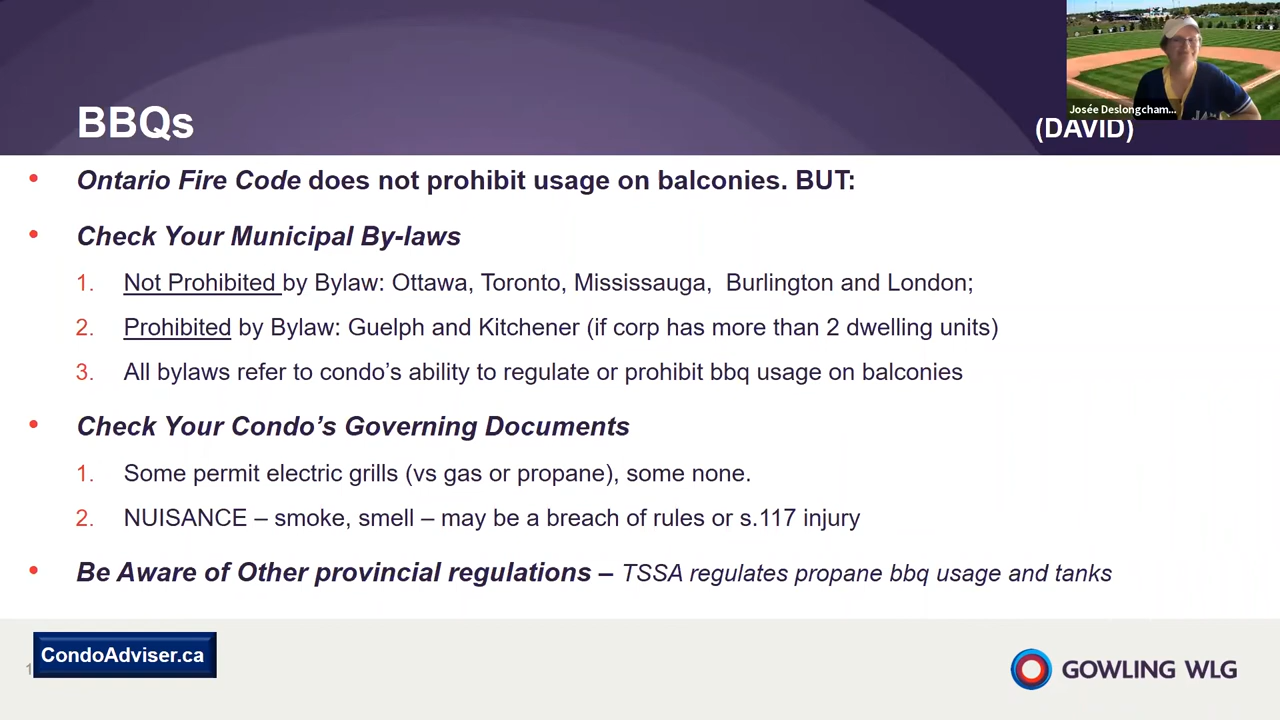 Josée Deslongcham...
BBQs
(DAVID)
• Ontario Fire Code does not prohibit usage on balconies. BUT:
• Check Your Municipal By-laws
1. Not Prohibited by Bylaw: Ottawa, Toronto, Mississauga, Burlington and London;
2. Prohibited by Bylaw: Guelph and Kitchener (if corp has more than 2 dwelling units)
3. All bylaws refer to condo's ability to regulate or prohibit bbq usage on balconies
• Check Your Condo's Governing Documents
1. Some permit electric grills (vs gas or propane), some none.
2. NUISANCE – smoke, smell – may be a breach of rules or s.117 injury
• Be Aware of Other provincial regulations – TSSA regulates propane bbq usage and tanks
CondoAdviser.ca
GOWLING WLG